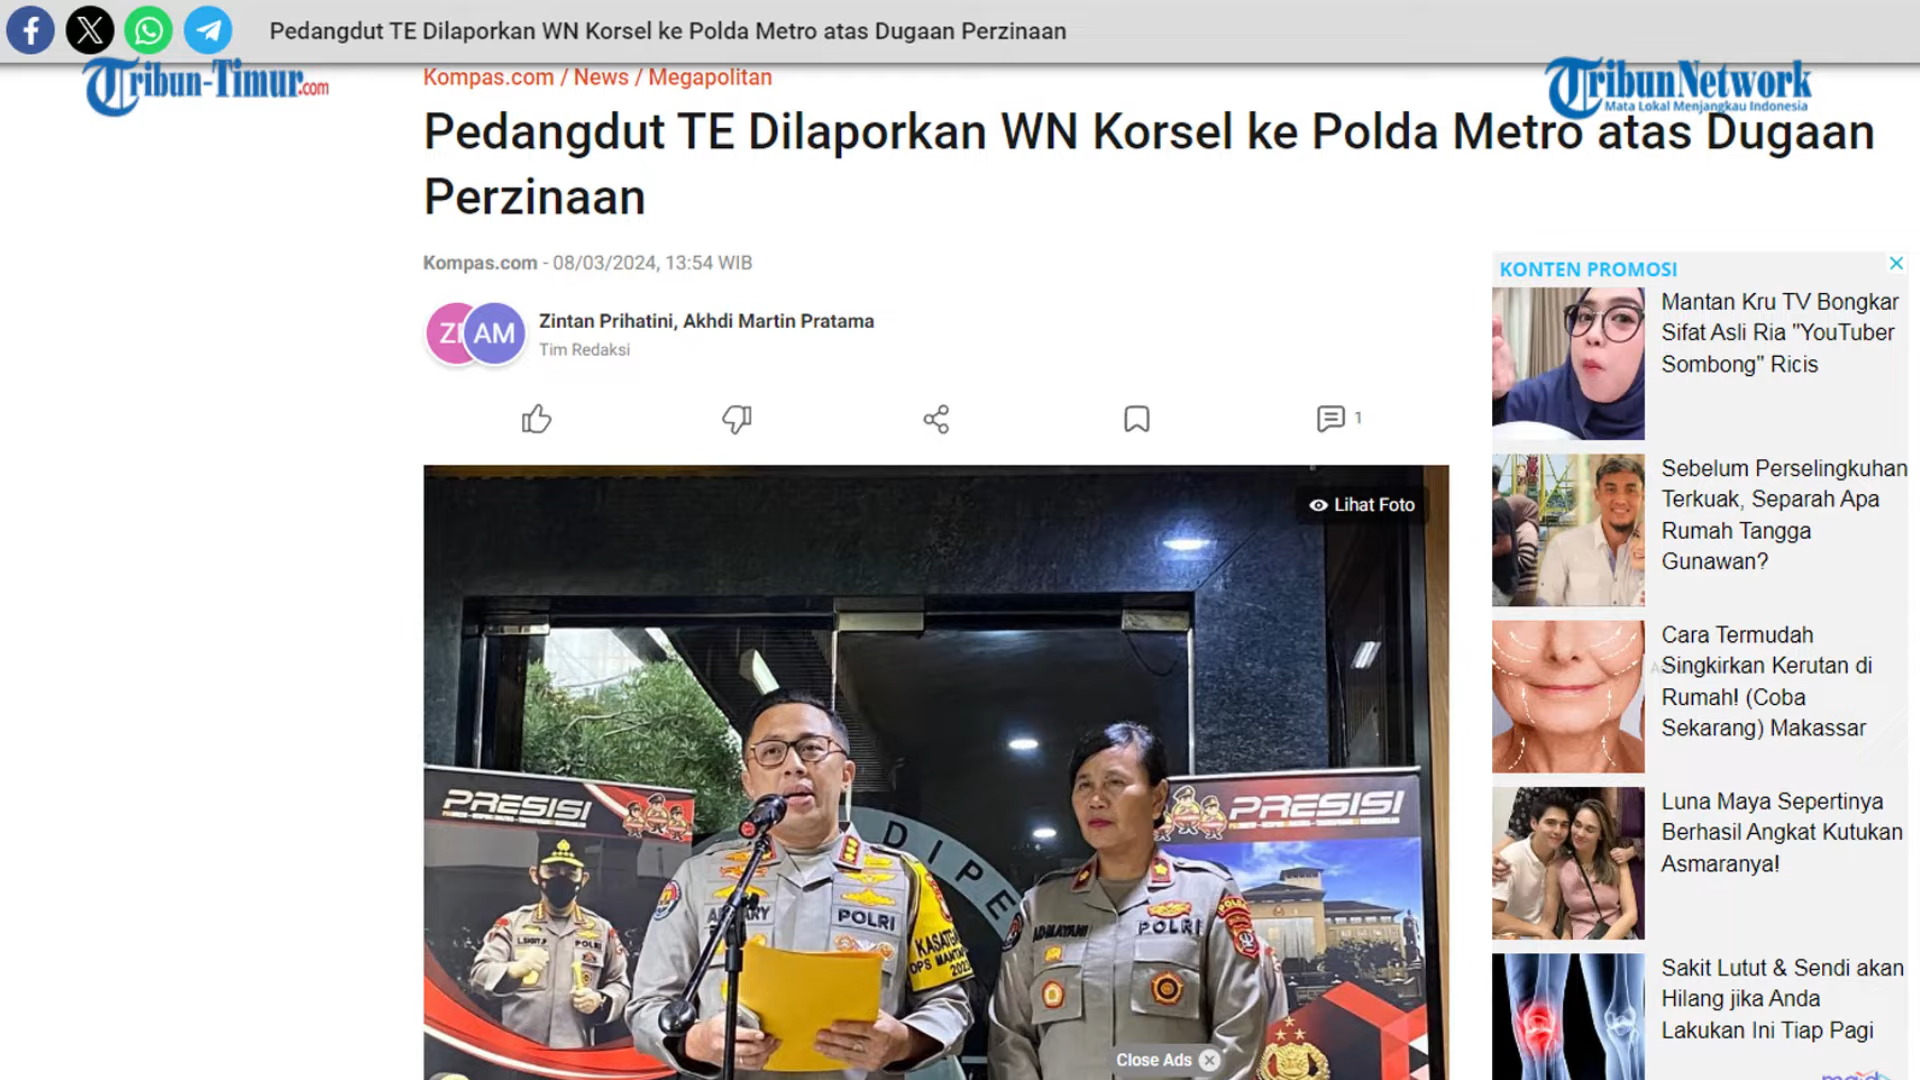 Pedangdut TE Dilaporkan WN Korsel ke Polda Metro atas Dugaan Perzinaan
Tribun-Timur.com
TribunNetwork
Mata Lokal Menjangkau Indonesia
Kompas.com / News / Megapolitan
Pedangdut TE Dilaporkan WN Korsel ke Polda Metro atas Dugaan
Perzinaan
Kompas.com - 08/03/2024, 13:54 WIB
ZI AM
Zintan Prihatini, Akhdi Martin Pratama
Tim Redaksi
1
Lihat Foto
PRESISI
PRESISI
DIPE
POLRI
POLRI
POLRI
KASATGAS
2023
Close Ads
KONTEN PROMOSI
Mantan Kru TV Bongkar
Sifat Asli Ria "YouTuber
Sombong" Ricis
Sebelum Perselingkuhan
Terkuak, Separah Apa
Rumah Tangga
Gunawan?
Cara Termudah
Singkirkan Kerutan di
Rumah! (Coba
Sekarang) Makassar
Luna Maya Sepertinya
Berhasil Angkat Kutukan
Asmaranya!
Sakit Lutut & Sendi akan
Hilang jika Anda
Lakukan Ini Tiap Pagi